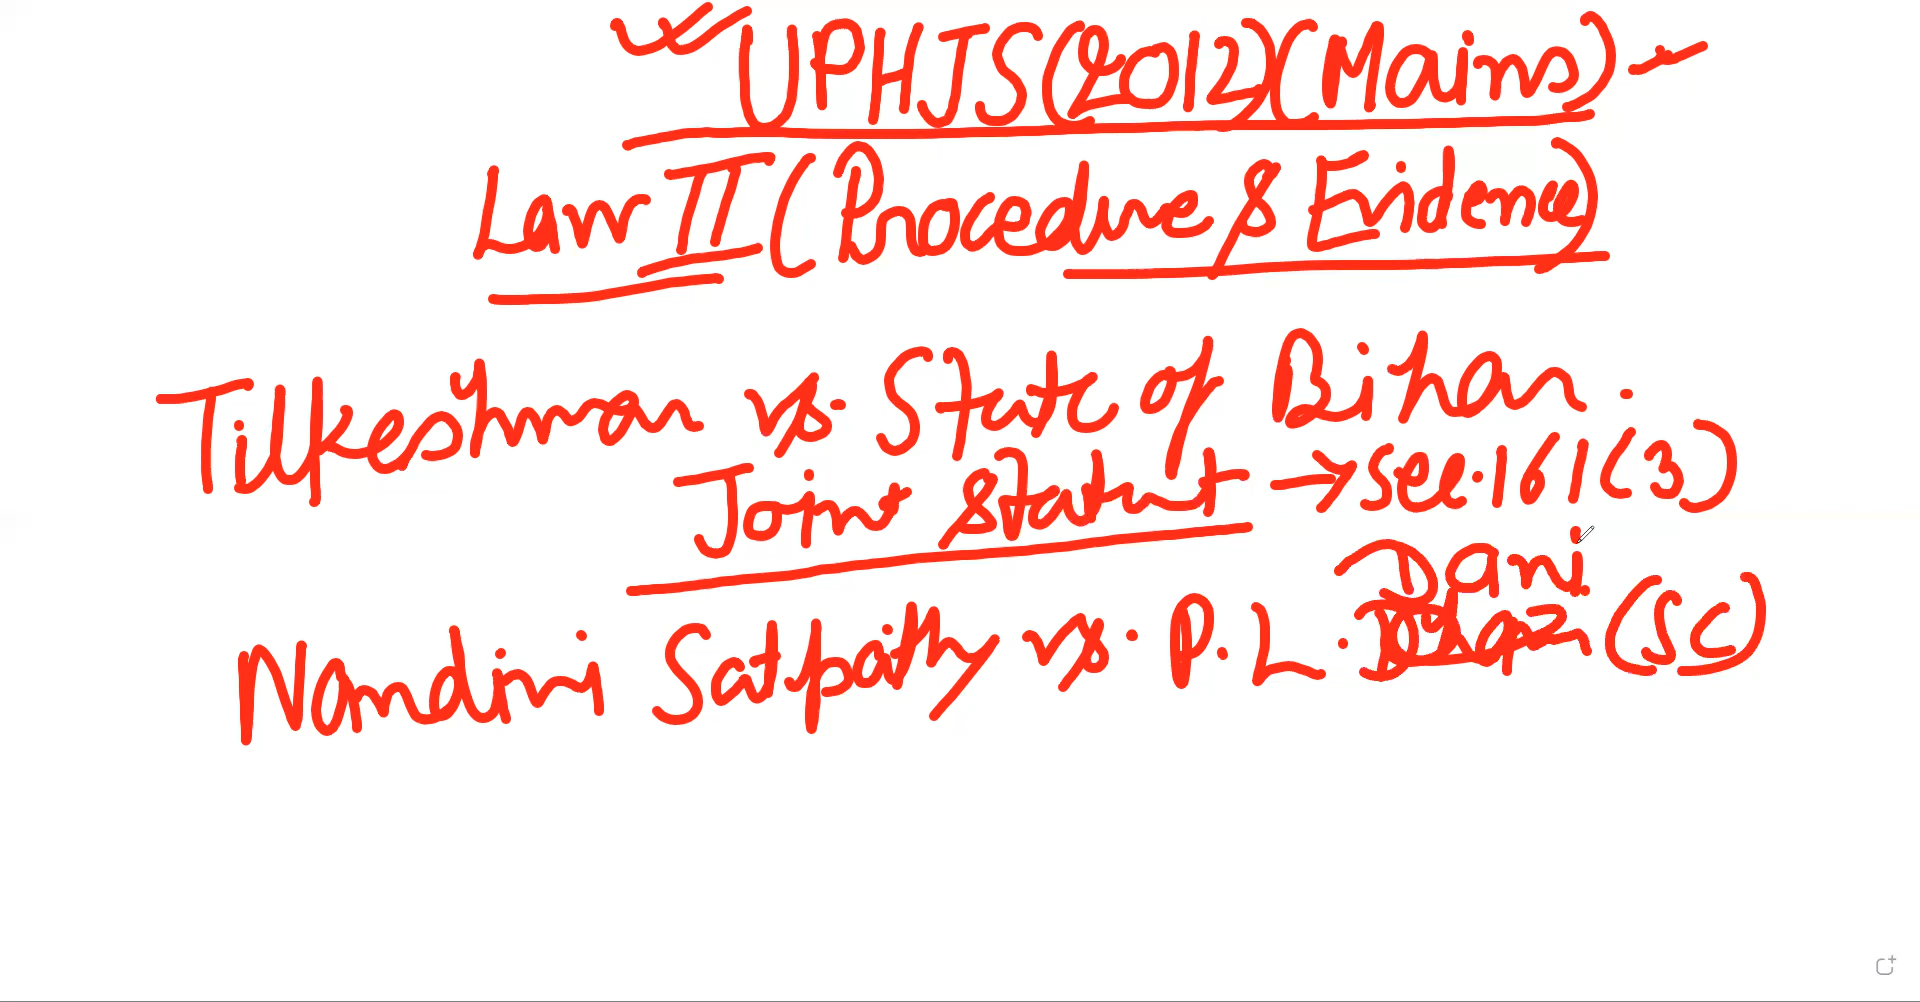 UPHJS (2012) (Mains) -
Law II (Procedure & Evidence)
Tilkeshwar vs. State of Bihar.
Joint Statut → Sec. 161(3)
Dani
Nandini Satpathy vs. P. L. (SC)